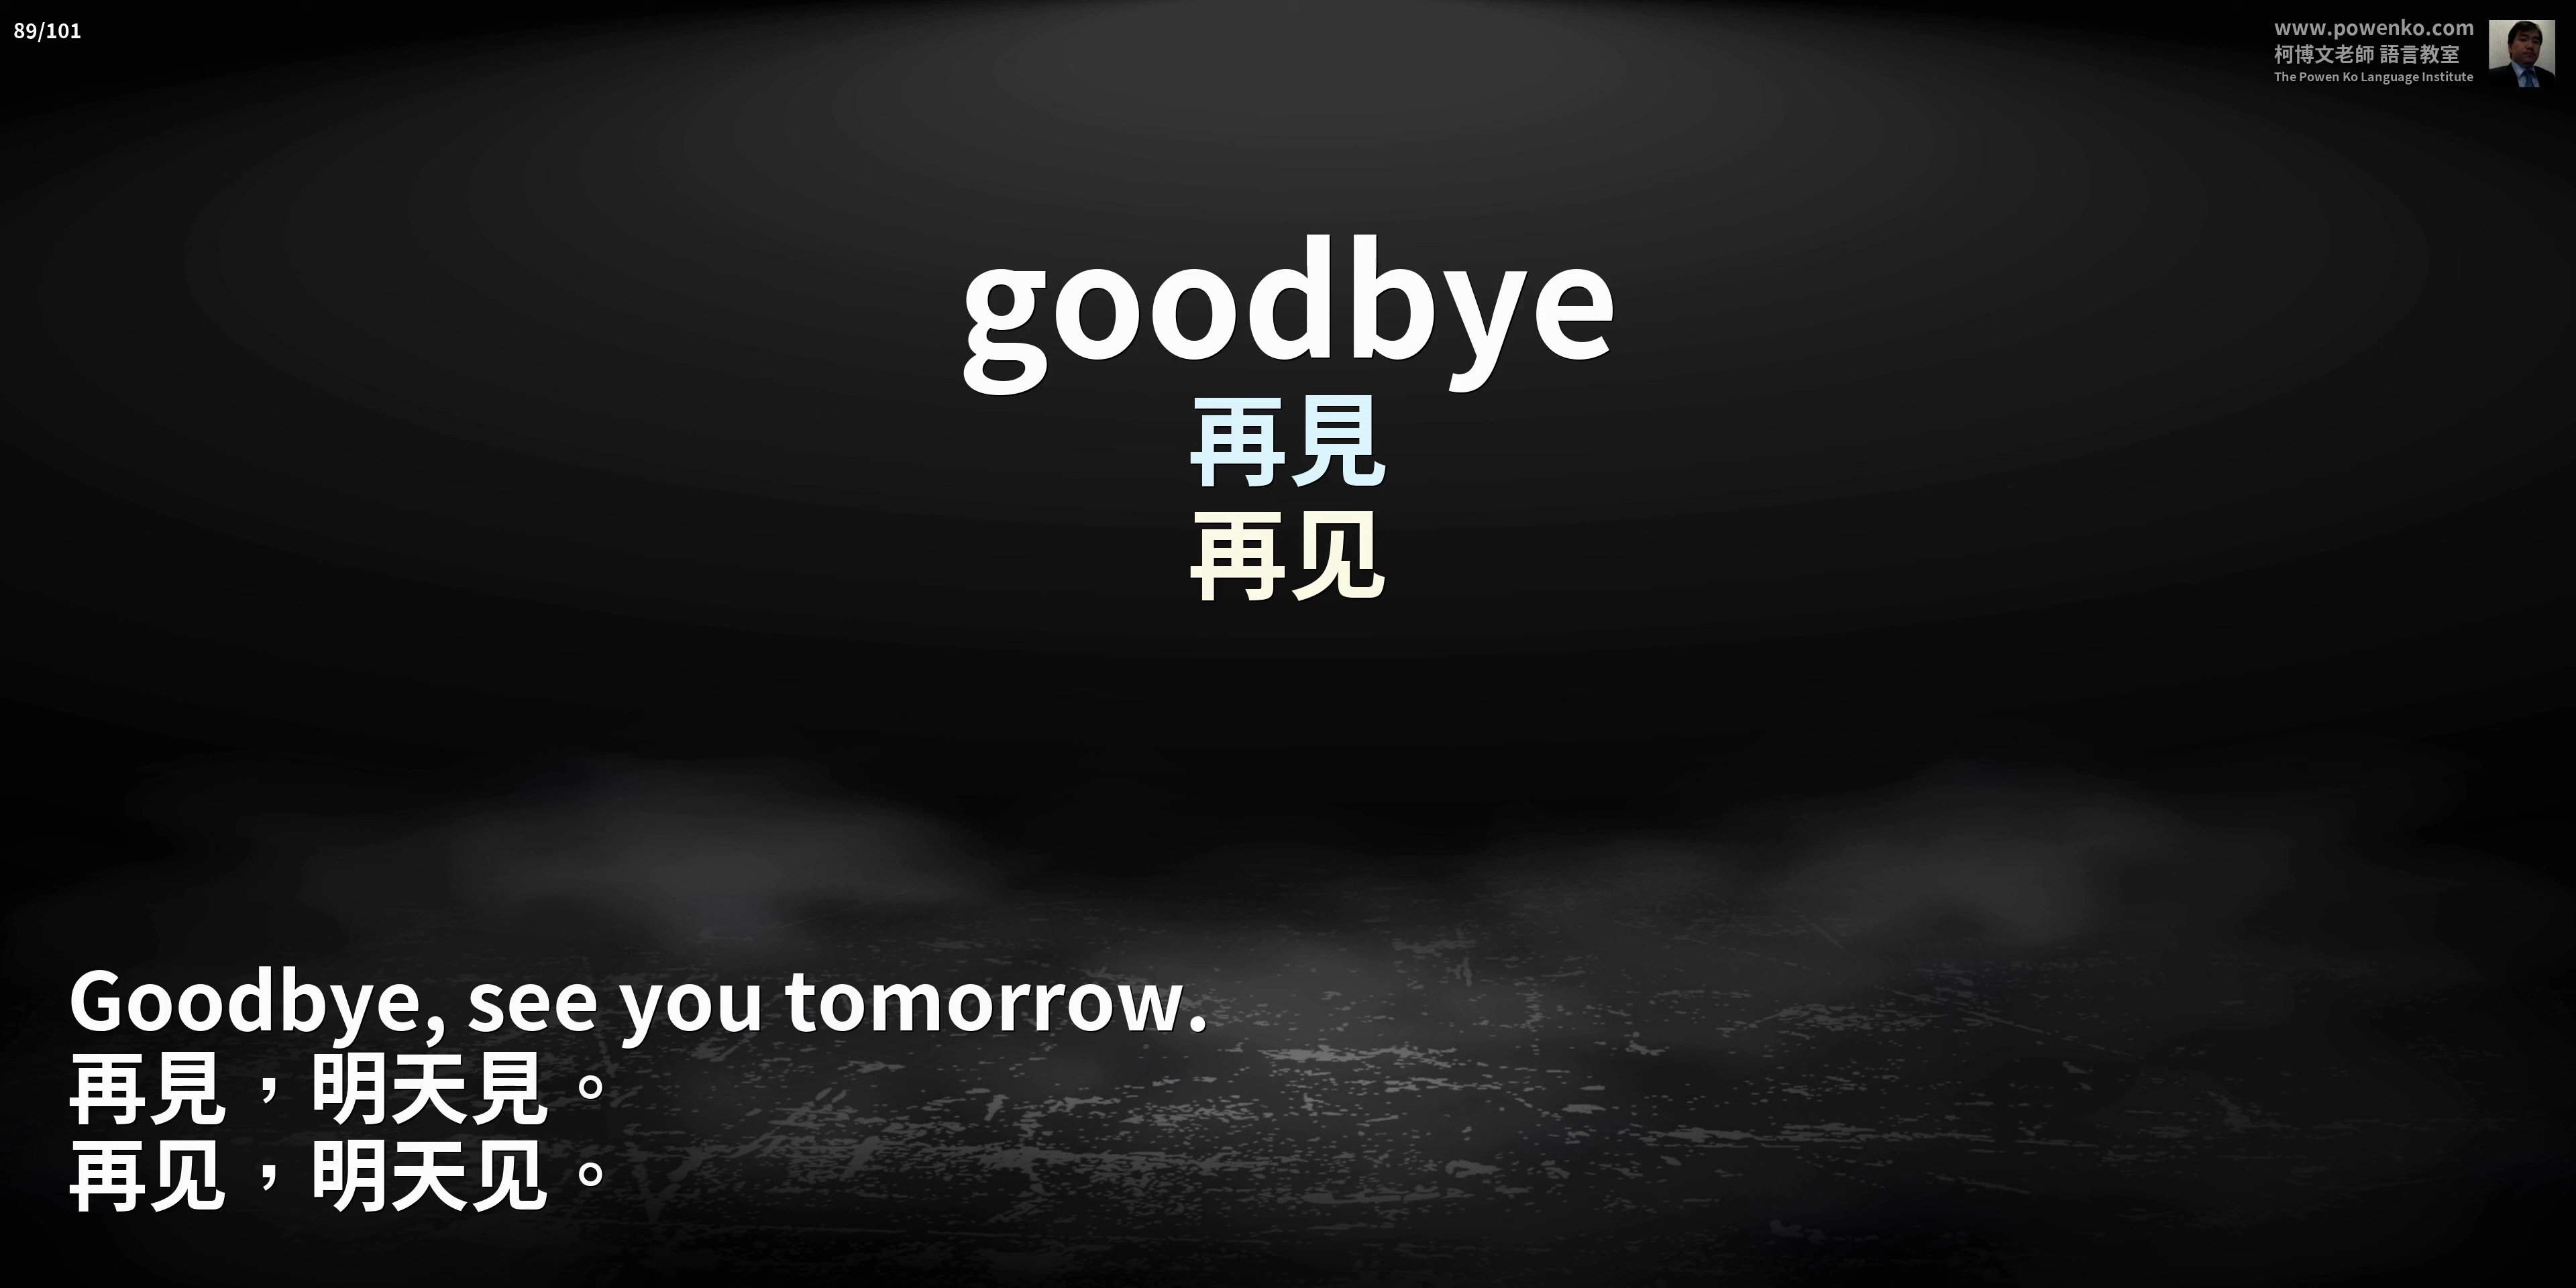 89/101
www.powenko.com
柯博文老師 語言教室
The Powen Ko Language Institute
goodbye
再見
再见
Goodbye, see you tomorrow.
再見，明天見。
再见，明天见。